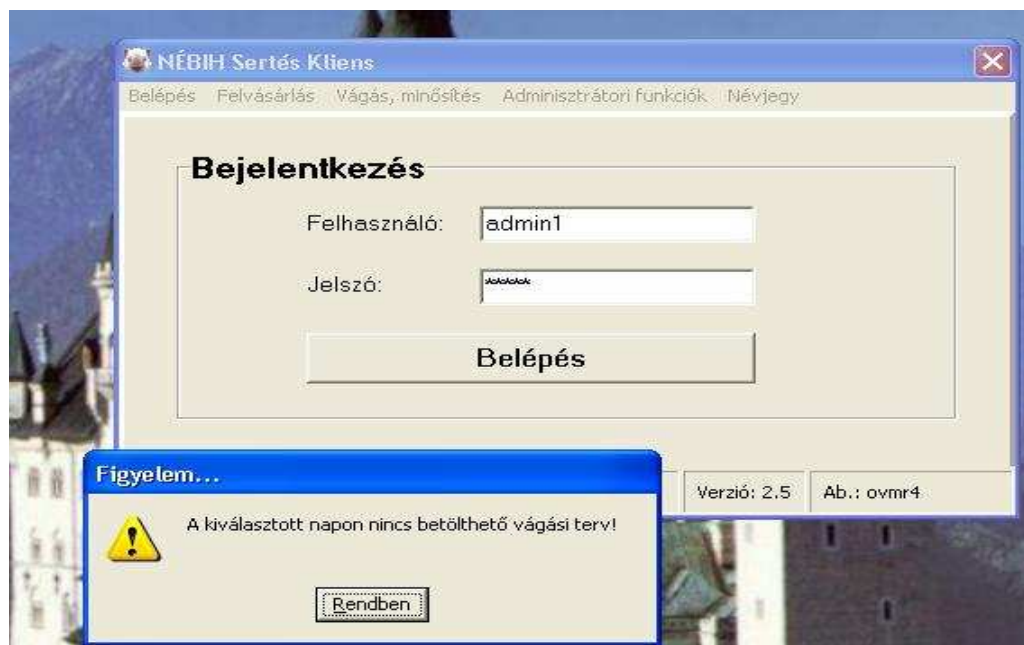 NÉBIH Sertés Kliens
Belépés Felvásárlás Vágás, minősítés Adminisztrátori funkciók Névjegy
Bejelentkezés
Felhasználó: admin1
Jelszó: ******
Belépés
Verzió: 2.5 Ab.: ovmr4
Figyelem...
A kiválasztott napon nincs betölthető vágási terv!
Rendben